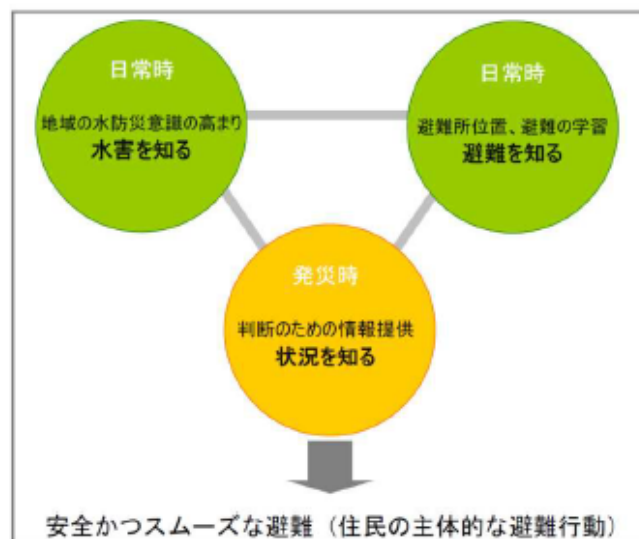 日常時
地域の水防災意識の高まり
水害を知る
日常時
避難所位置、避難の学習
避難を知る
発災時
判断のための情報提供
状況を知る
安全かつスムーズな避難（住民の主体的な避難行動）